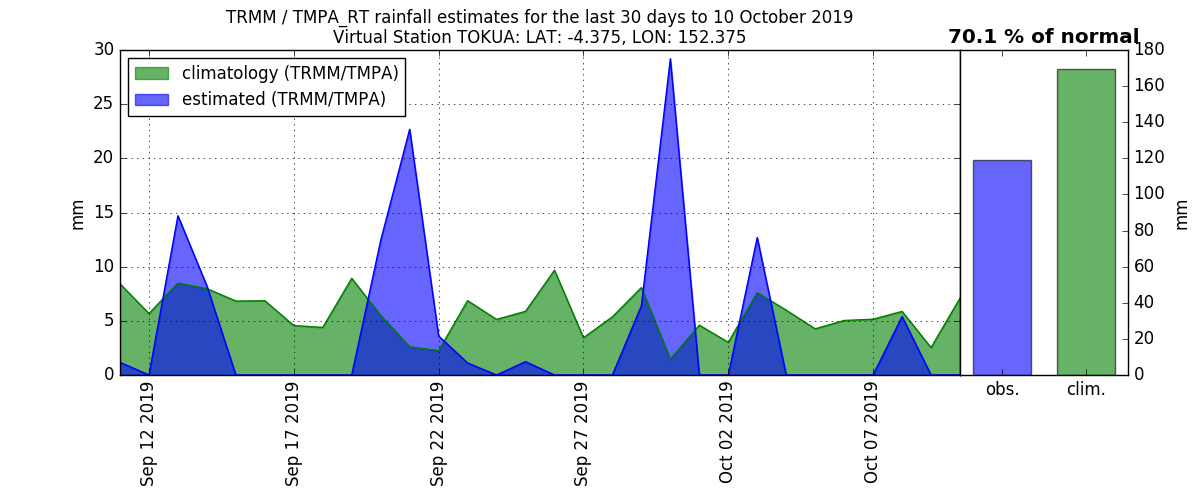 TRMM / TMPA_RT rainfall estimates for the last 30 days to 10 October 2019
Virtual Station TOKUA: LAT: -4.375, LON: 152.375
70.1 % of normal
climatology (TRMM/TMPA)
estimated (TRMM/TMPA)
30
25
20
15
10
5
0
mm
Sep 12 2019
Sep 17 2019
Sep 22 2019
Sep 27 2019
Oct 02 2019
Oct 07 2019
obs.
clim.
180
160
140
120
100
80
60
40
20
0
mm